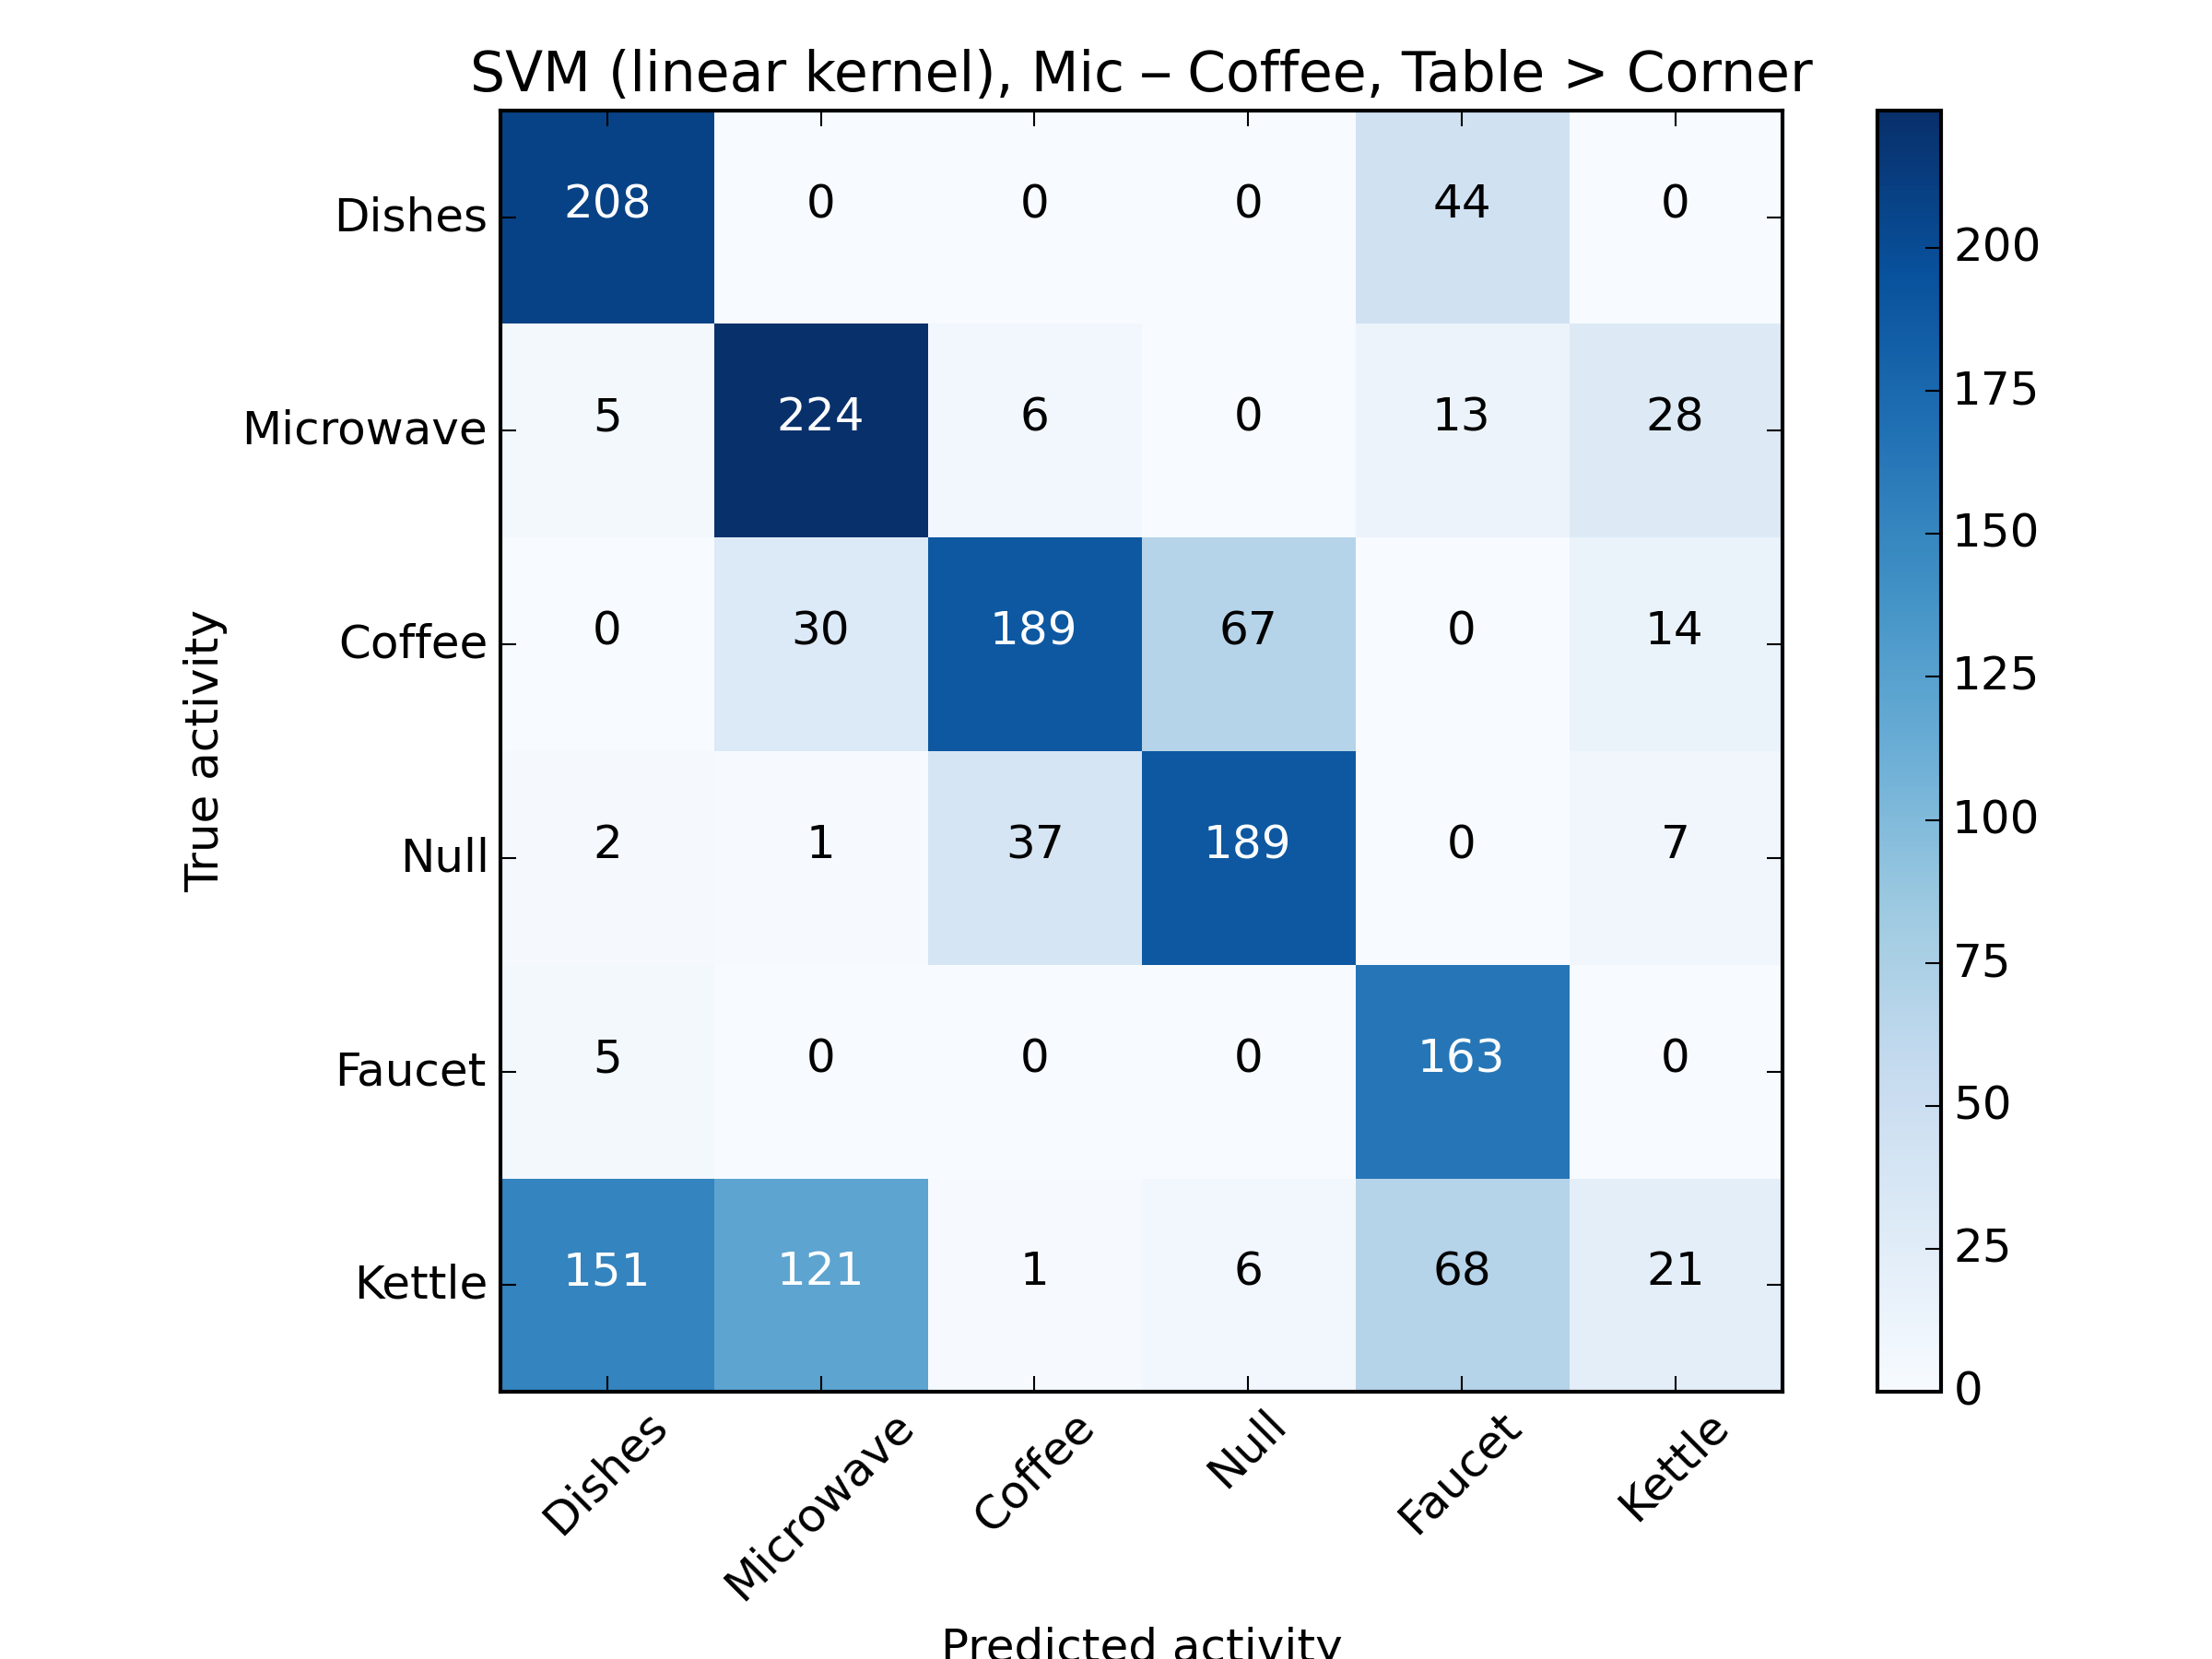 SVM (linear kernel), Mic – Coffee, Table > Corner
Dishes 208 0 0 0 44 0
Microwave 5 224 6 0 13 28
Coffee 0 30 189 67 0 14
Null 2 1 37 189 0 7
Faucet 5 0 0 0 163 0
Kettle 151 121 1 6 68 21
True activity
Dishes Microwave Coffee Null Faucet Kettle
Predicted activity
200
175
150
125
100
75
50
25
0